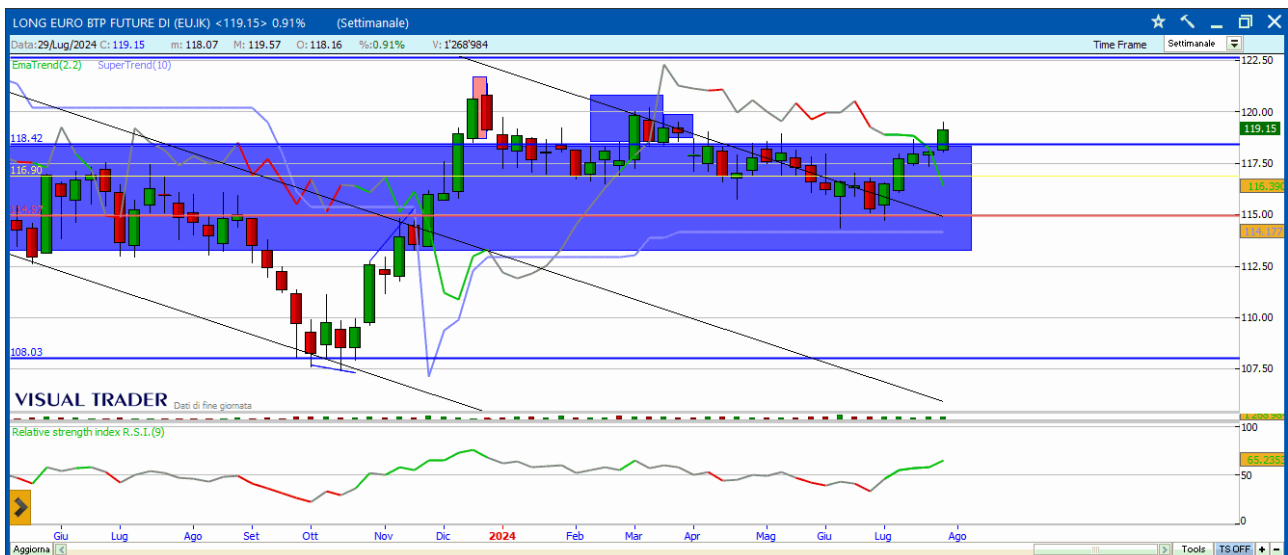 LONG EURO BTP FUTURE DI (EU.IK) <119.15> 0.91% (Settimanale)
Data:29/Lug/2024 C: 119.15 m: 118.07 M: 119.57 O: 118.16 %:0.91% V: 1'268'984 Time Frame Settimanale
EmaTrend(2.2) SuperTrend(10)
122.50
120.00
119.15
118.42
117.50
116.90
116.390
115.00
114.177
112.50
110.00
108.03
107.50
VISUAL TRADER Dati di fine giornata
Relative strength index R.S.I.(9)
100
65.2353
50
0
Giu Lug Ago Set Ott Nov Dic 2024 Feb Mar Apr Mag Giu Lug Ago
Aggiorna Tools TS OFF + -